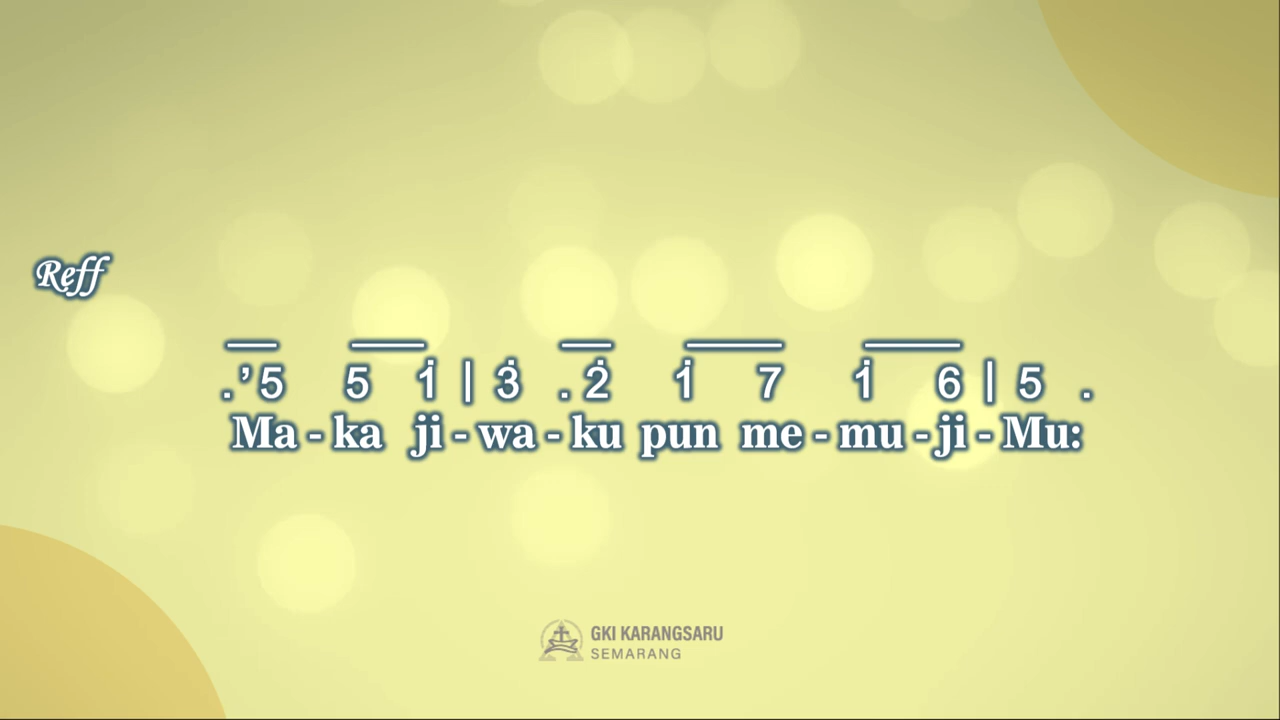 Reff
.’5 5 1̇ | 3̇ . 2̇ 1̇ 7 1̇ 6 | 5 .
Ma - ka ji - wa - ku pun me - mu - ji - Mu:
GKI KARANGSARU
SEMARANG